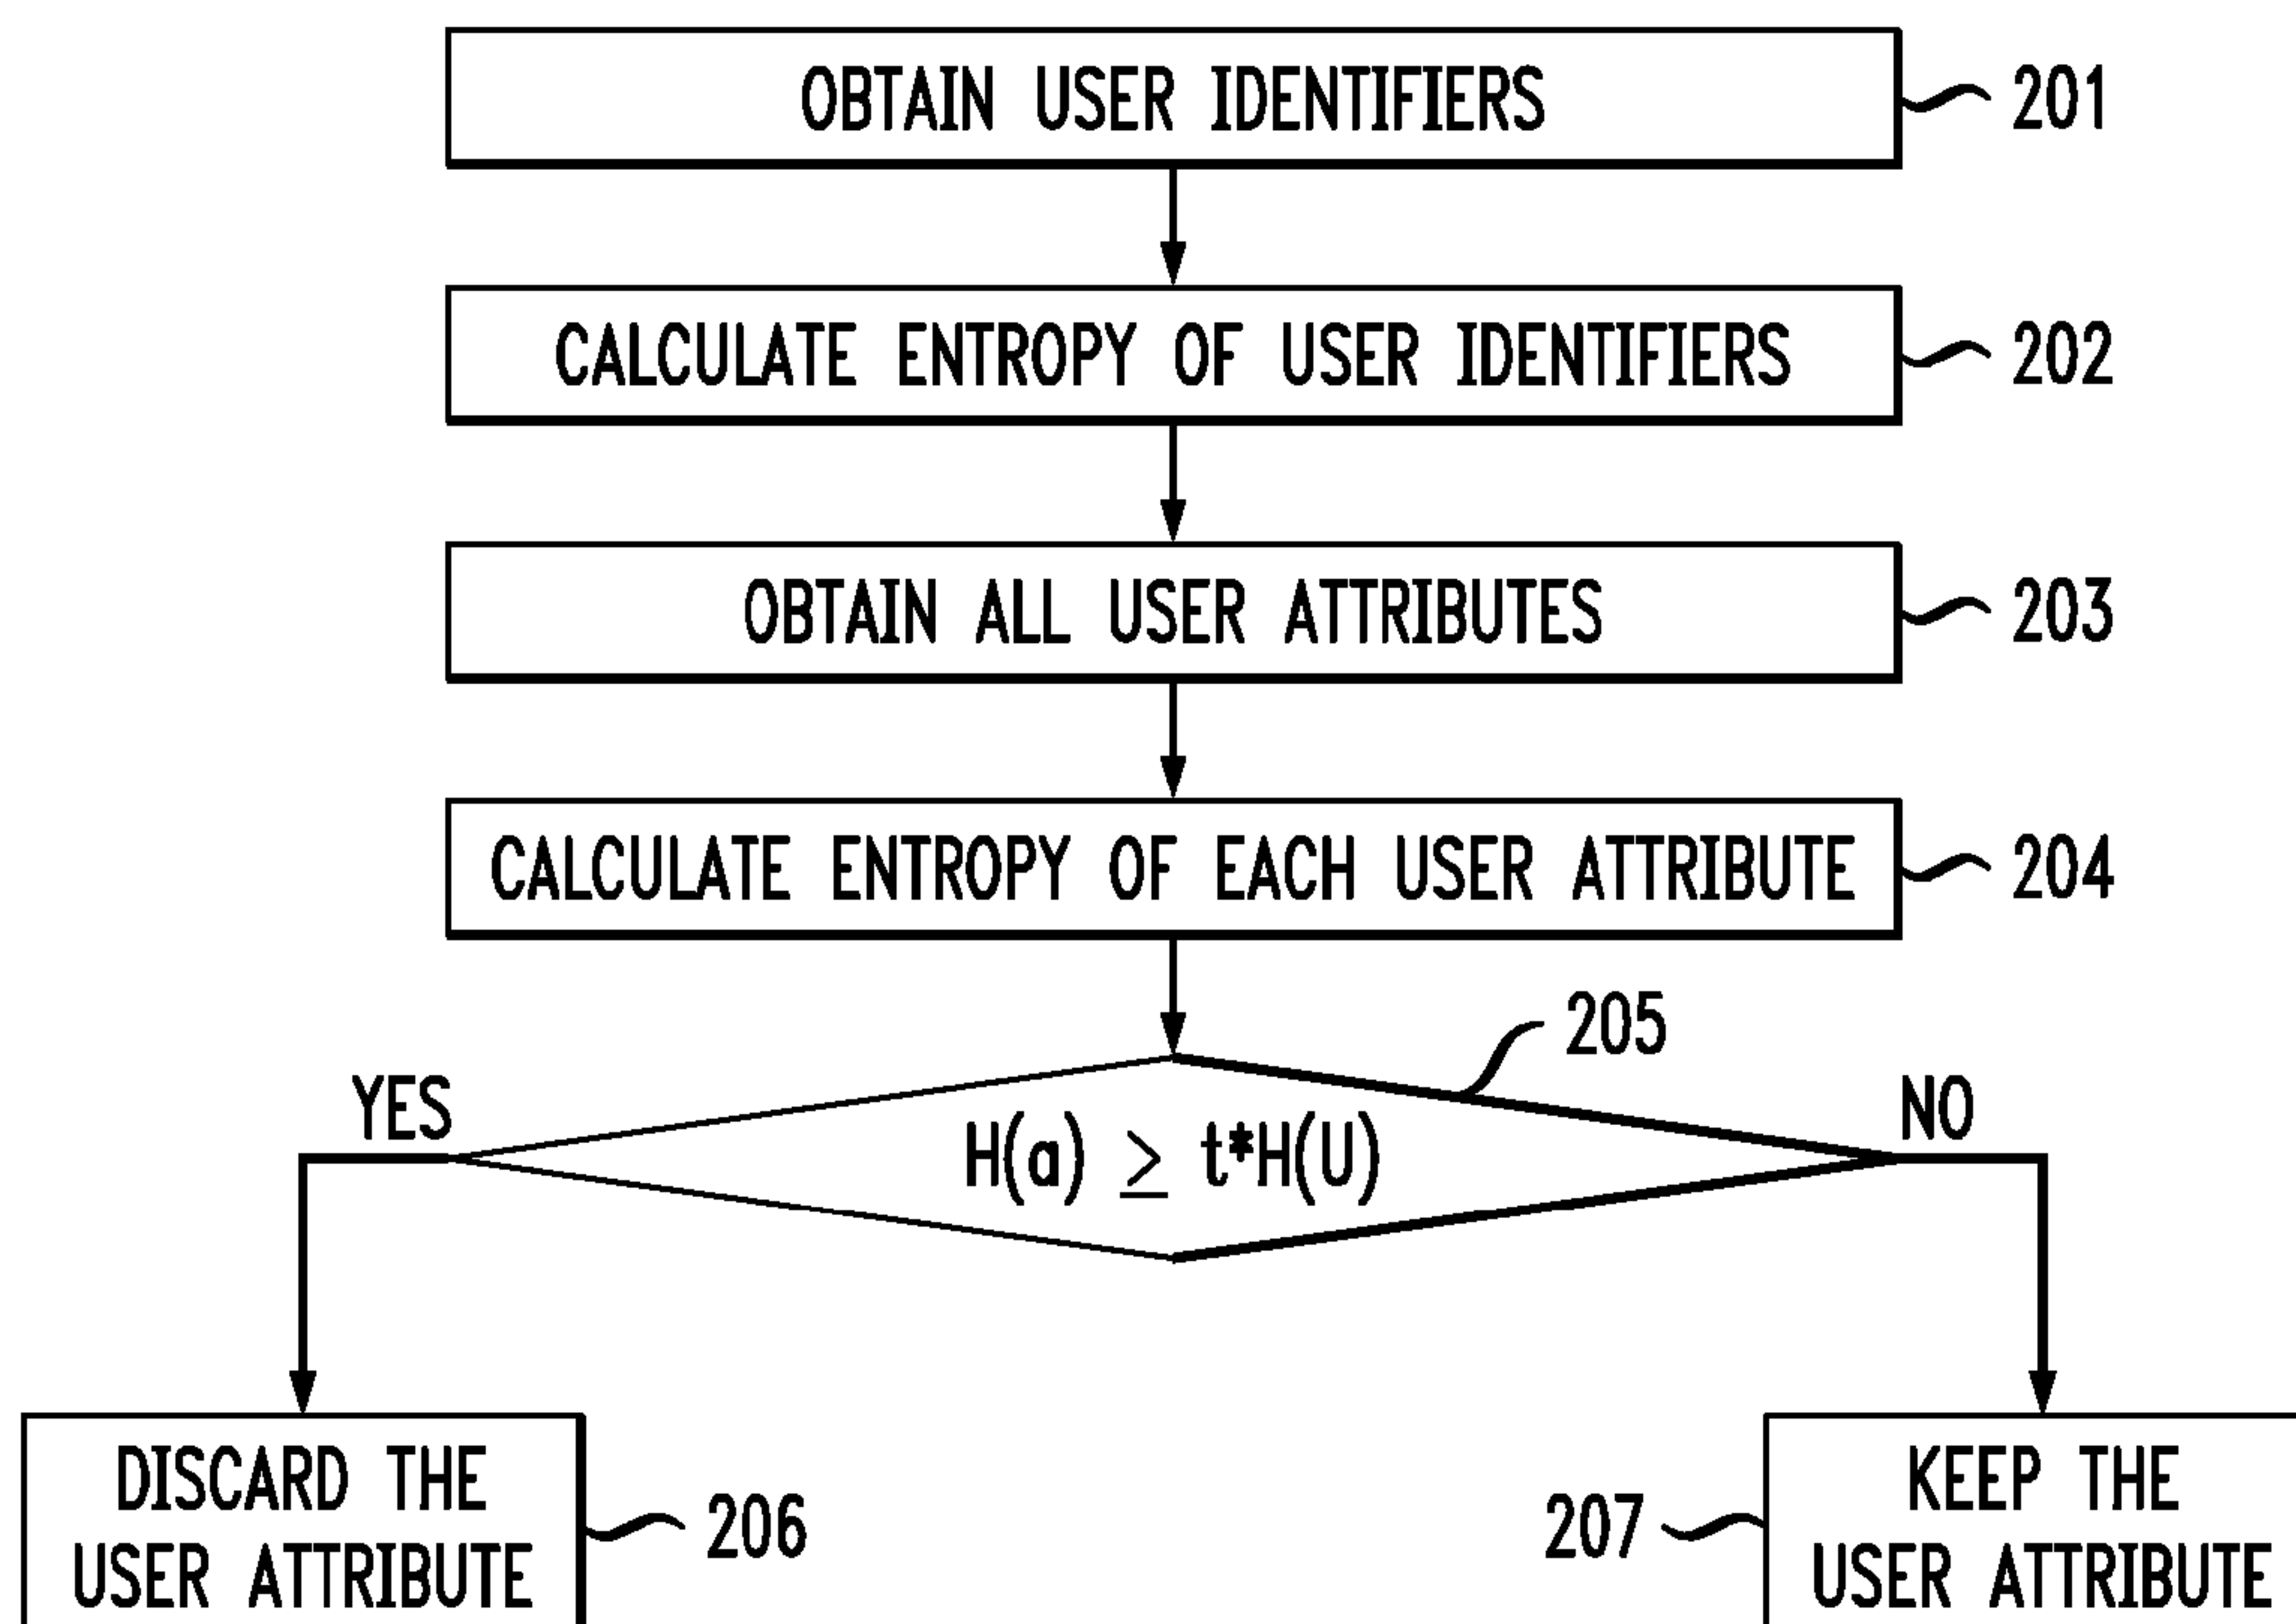 OBTAIN USER IDENTIFIERS
201
CALCULATE ENTROPY OF USER IDENTIFIERS
202
OBTAIN ALL USER ATTRIBUTES
203
CALCULATE ENTROPY OF EACH USER ATTRIBUTE
204
205
YES
H(a) ≥ t*H(U)
NO
DISCARD THE
USER ATTRIBUTE
206
207
KEEP THE
USER ATTRIBUTE